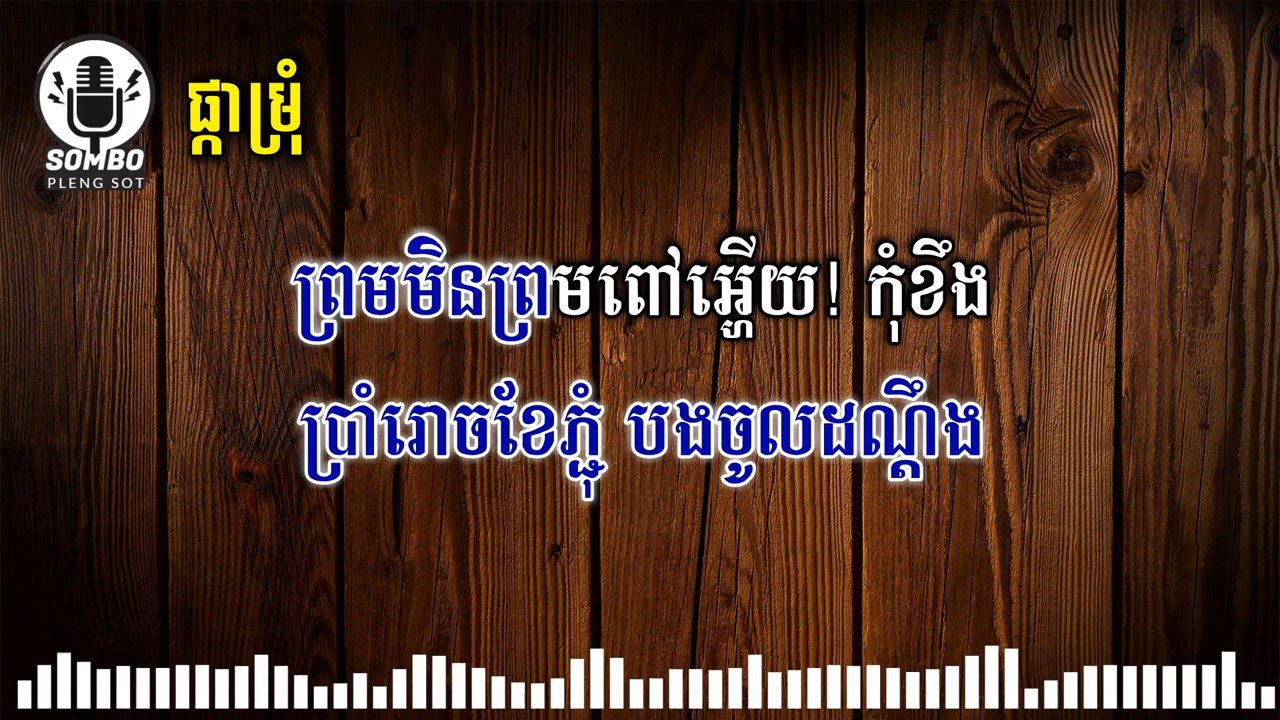 SOMBO
PLENG SOT
ផ្កាម្រុំ
ព្រមមិនព្រមពៅអ្ហើយ! កុំខឹង
ប្រាំរោចខែភ្ជុំ បងចូលដណ្ដឹង